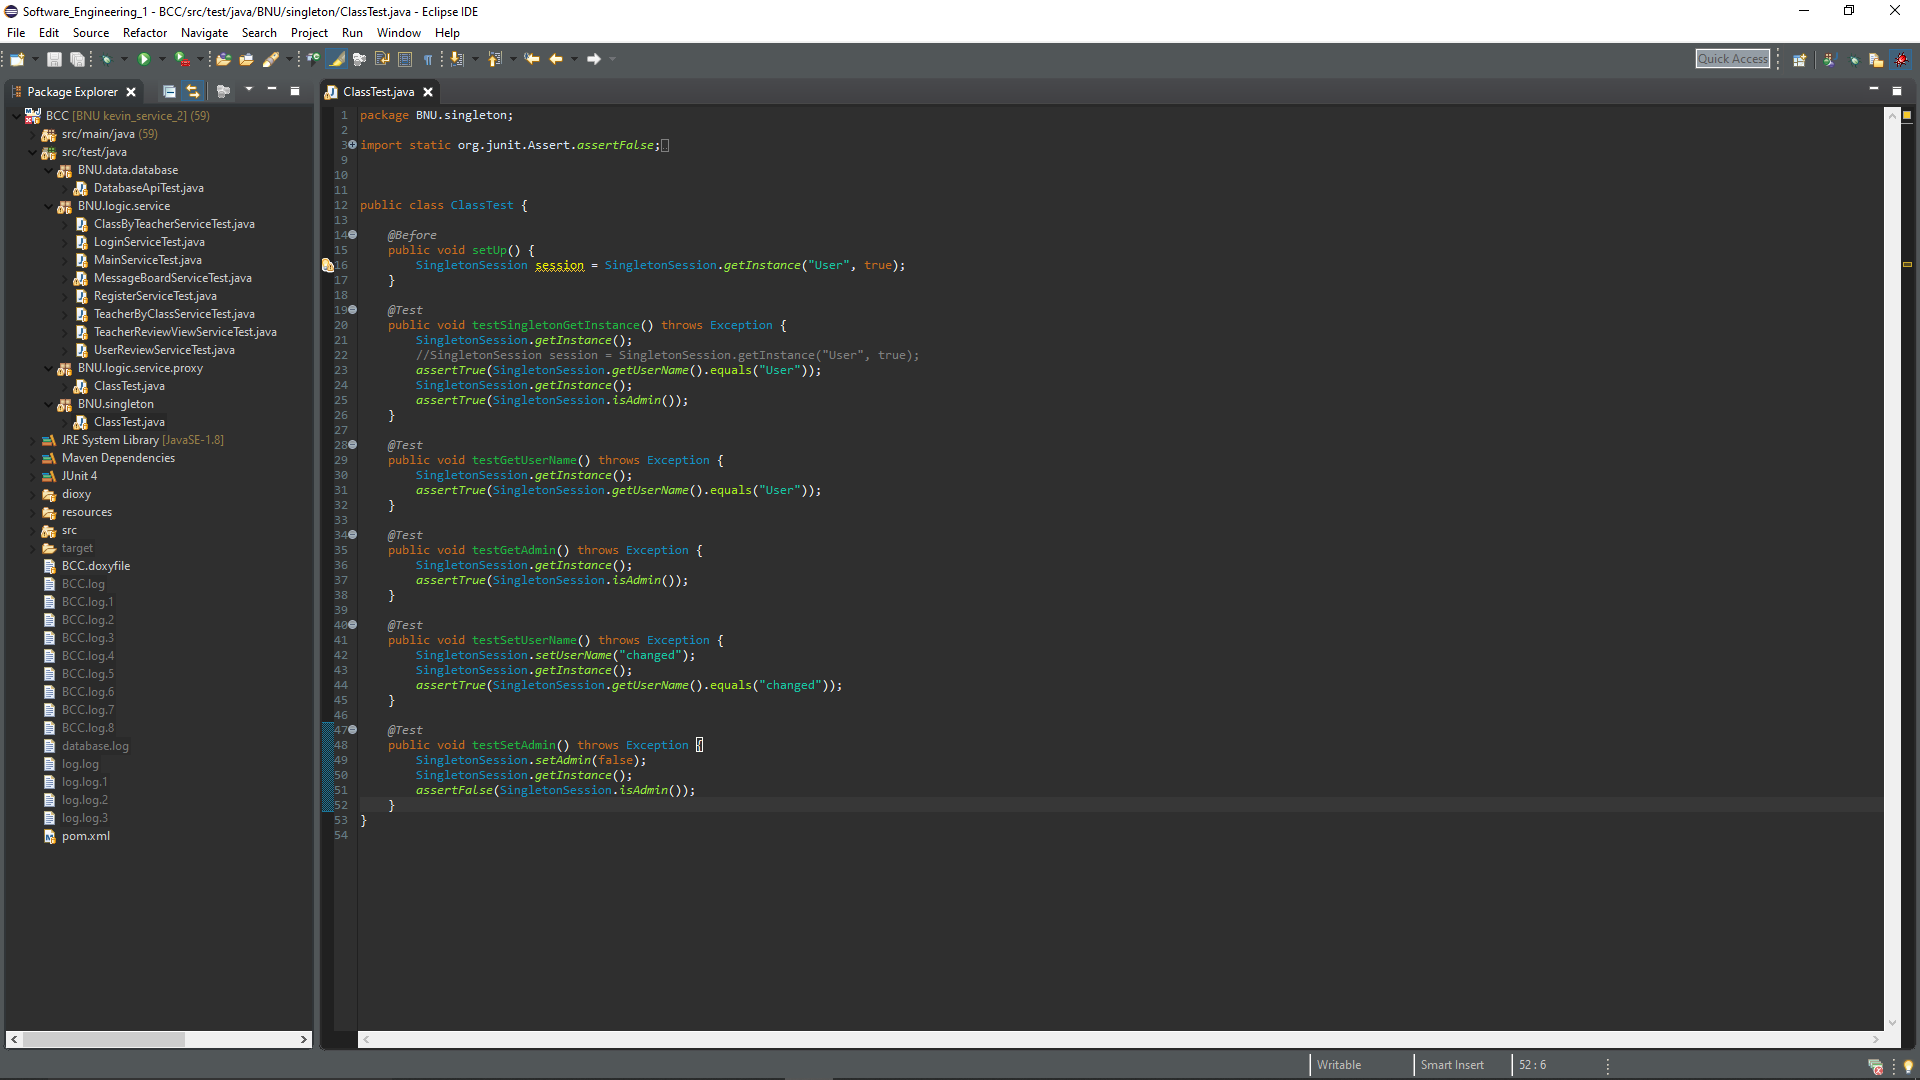 Software_Engineering_1 - BCC/src/test/java/BNU/singleton/ClassTest.java - Eclipse IDE
File Edit Source Refactor Navigate Search Project Run Window Help
Quick Access
Package Explorer
BCC [BNU kevin_service_2] (59)
src/main/java (59)
src/test/java
BNU.data.database
DatabaseApiTest.java
BNU.logic.service
ClassByTeacherServiceTest.java
LoginServiceTest.java
MainServiceTest.java
MessageBoardServiceTest.java
RegisterServiceTest.java
TeacherByClassServiceTest.java
TeacherReviewViewServiceTest.java
UserReviewServiceTest.java
BNU.logic.service.proxy
ClassTest.java
BNU.singleton
ClassTest.java
JRE System Library [JavaSE-1.8]
Maven Dependencies
JUnit 4
dioxy
resources
src
target
BCC.doxyfile
BCC.log
BCC.log.1
BCC.log.2
BCC.log.3
BCC.log.4
BCC.log.5
BCC.log.6
BCC.log.7
BCC.log.8
database.log
log.log
log.log.1
log.log.2
log.log.3
pom.xml
ClassTest.java
1 package BNU.singleton;
2
3 import static org.junit.Assert.assertFalse;
9
10
11
12 public class ClassTest {
13
14 @Before
15 public void setUp() {
16 SingletonSession session = SingletonSession.getInstance("User", true);
17 }
18
19 @Test
20 public void testSingletonGetInstance() throws Exception {
21 SingletonSession.getInstance();
22 //SingletonSession session = SingletonSession.getInstance("User", true);
23 assertTrue(SingletonSession.getUserName().equals("User"));
24 SingletonSession.getInstance();
25 assertTrue(SingletonSession.isAdmin());
26 }
27
28 @Test
29 public void testGetUserName() throws Exception {
30 SingletonSession.getInstance();
31 assertTrue(SingletonSession.getUserName().equals("User"));
32 }
33
34 @Test
35 public void testGetAdmin() throws Exception {
36 SingletonSession.getInstance();
37 assertTrue(SingletonSession.isAdmin());
38 }
39
40 @Test
41 public void testSetUserName() throws Exception {
42 SingletonSession.setUserName("changed");
43 SingletonSession.getInstance();
44 assertTrue(SingletonSession.getUserName().equals("changed"));
45 }
46
47 @Test
48 public void testSetAdmin() throws Exception {
49 SingletonSession.setAdmin(false);
50 SingletonSession.getInstance();
51 assertFalse(SingletonSession.isAdmin());
52 }
53 }
54
Writable Smart Insert 52 : 6